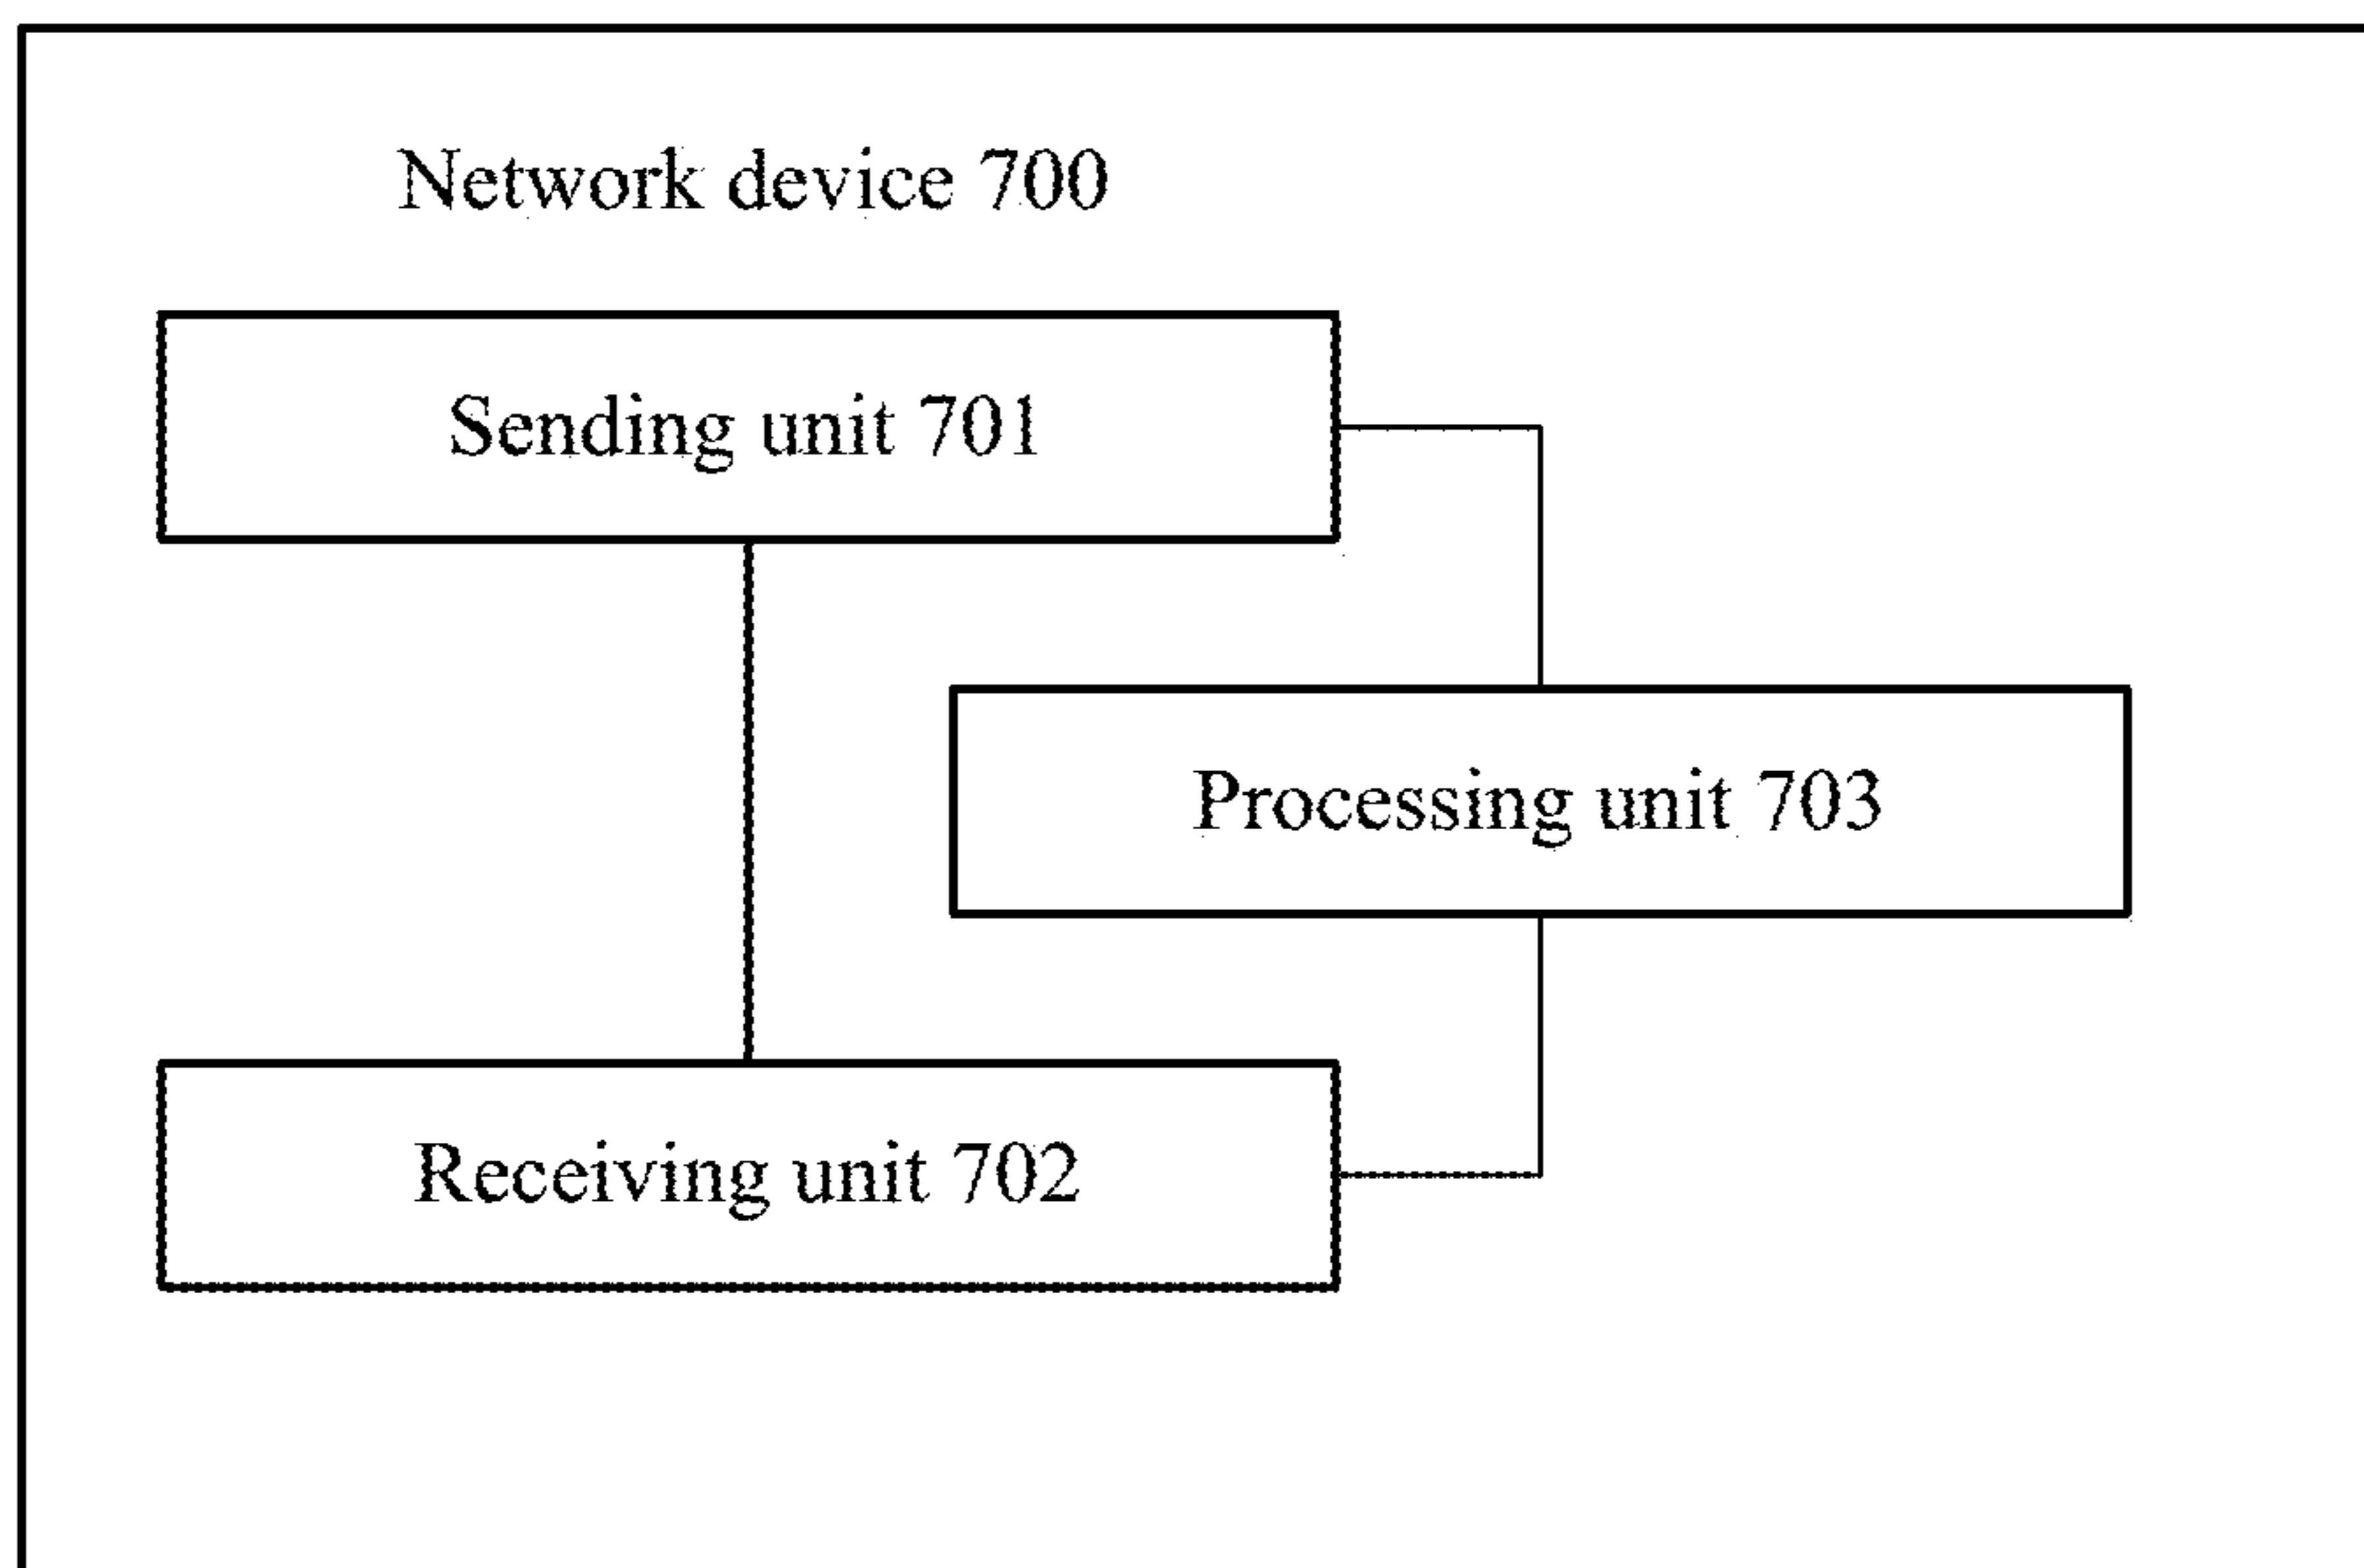 Network device 700
Sending unit 701
Processing unit 703
Receiving unit 702